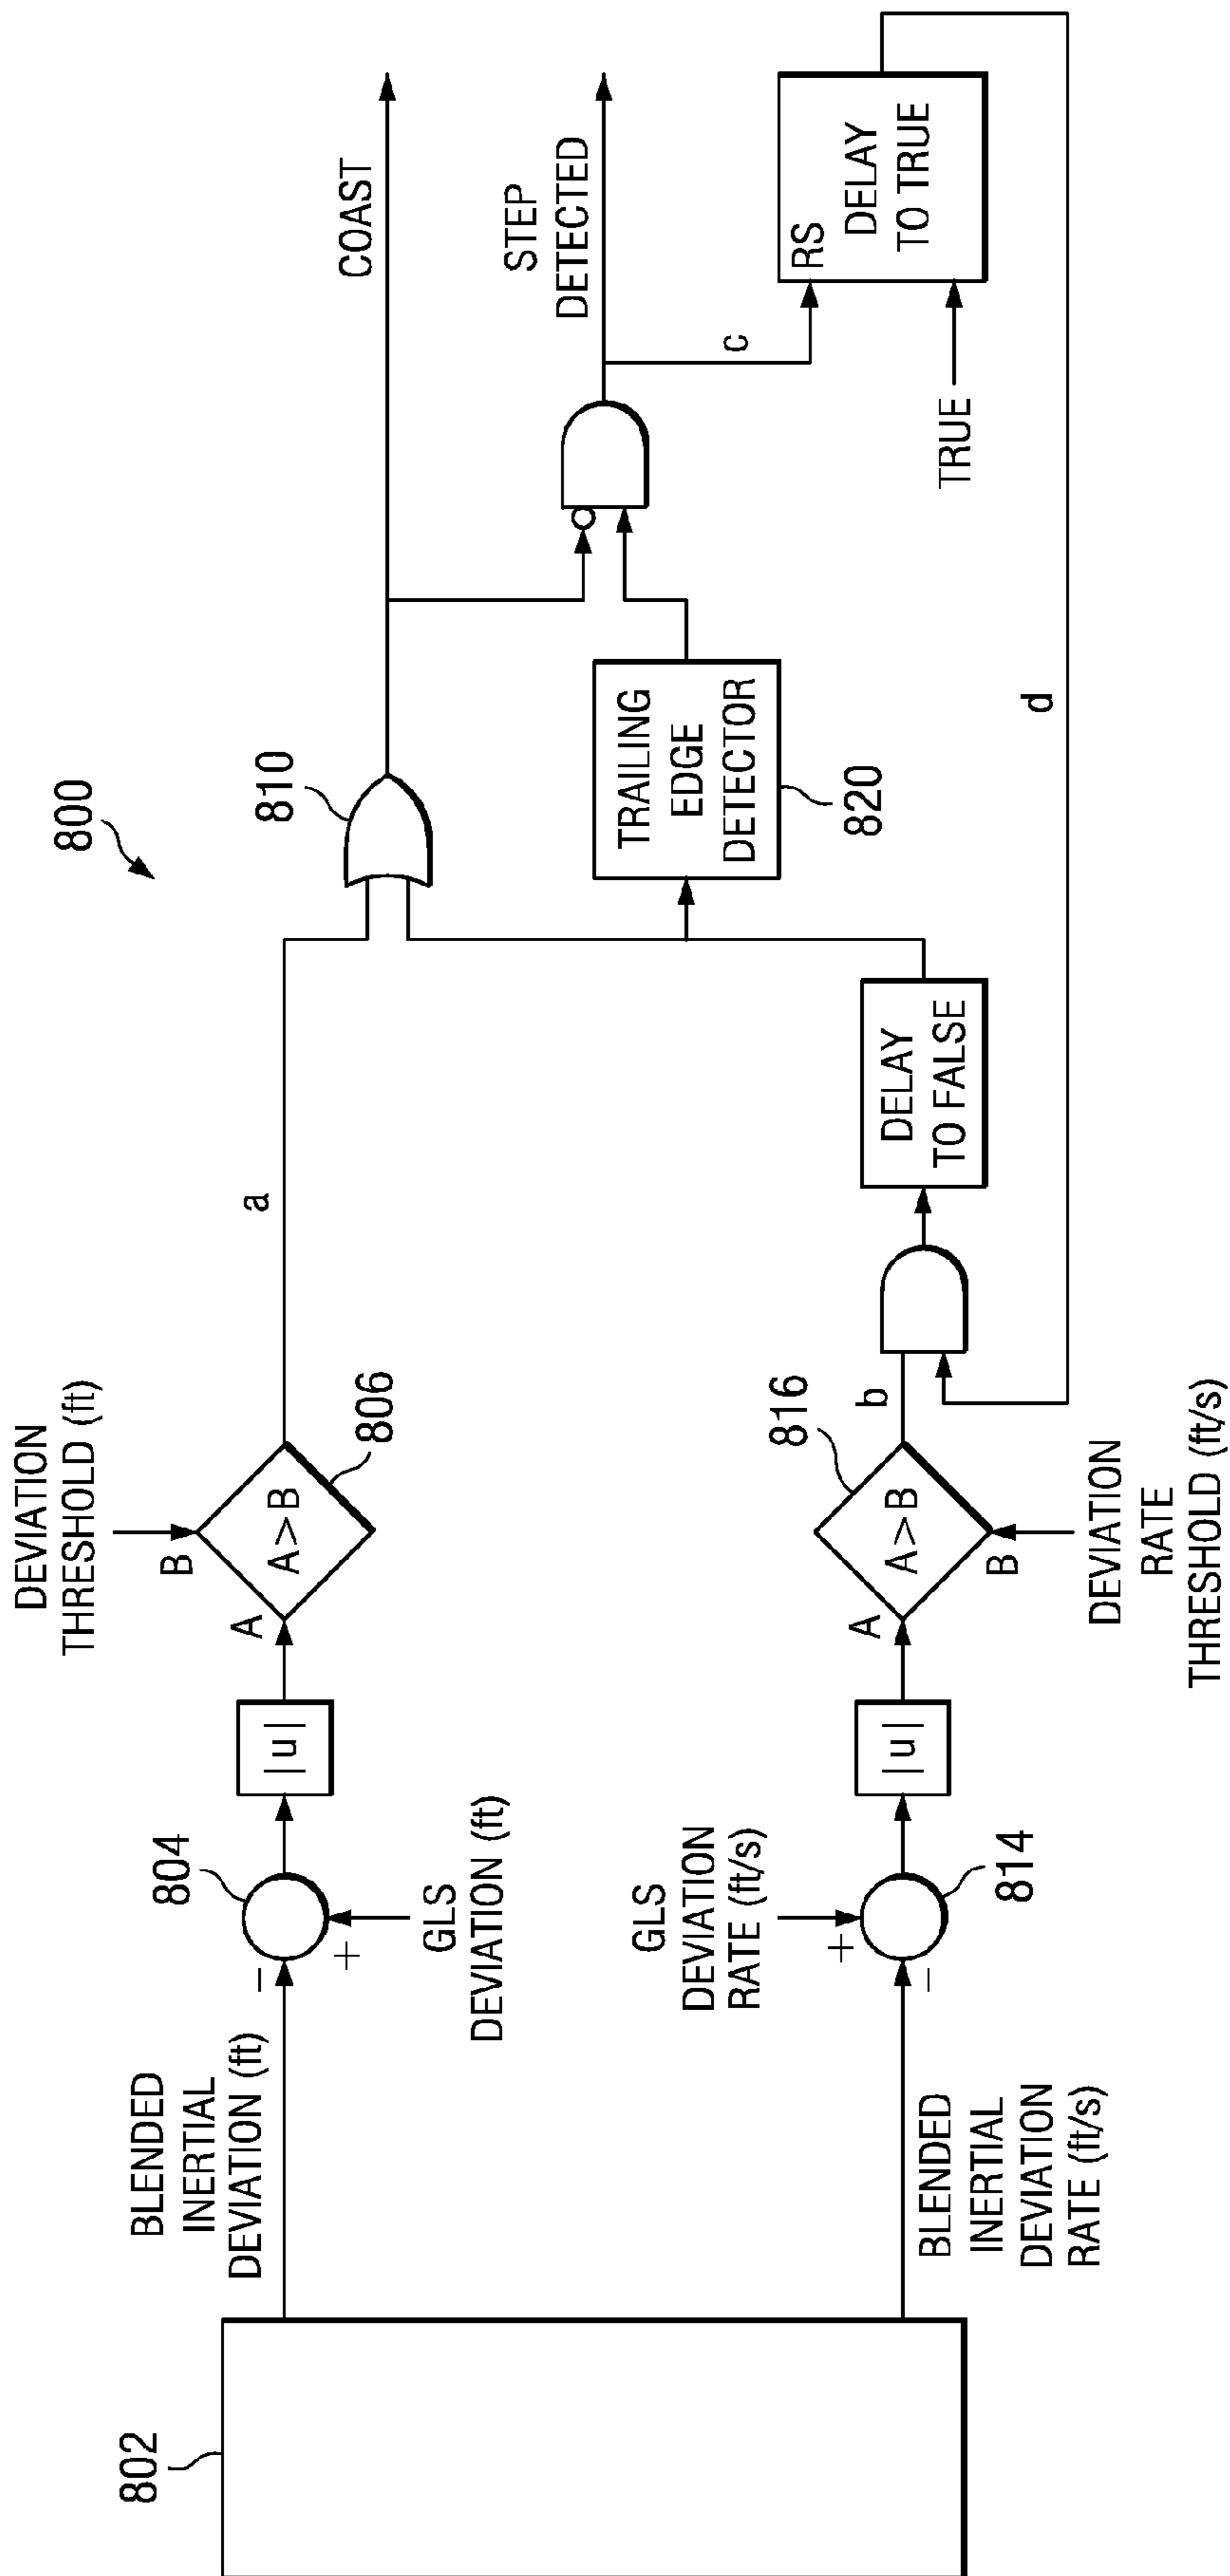 800
802
BLENDED
INERTIAL
DEVIATION (ft)
804
−
+
GLS
DEVIATION (ft)
|u|
A
DEVIATION
THRESHOLD (ft)
B
A>B
806
a
810
COAST
BLENDED
INERTIAL
DEVIATION
RATE (ft/s)
GLS
DEVIATION
RATE (ft/s)
+
−
814
|u|
A
816
A>B
B
DEVIATION
RATE
THRESHOLD (ft/s)
b
DELAY
TO FALSE
TRAILING
EDGE
DETECTOR
820
STEP
DETECTED
c
RS
DELAY
TO TRUE
TRUE
d